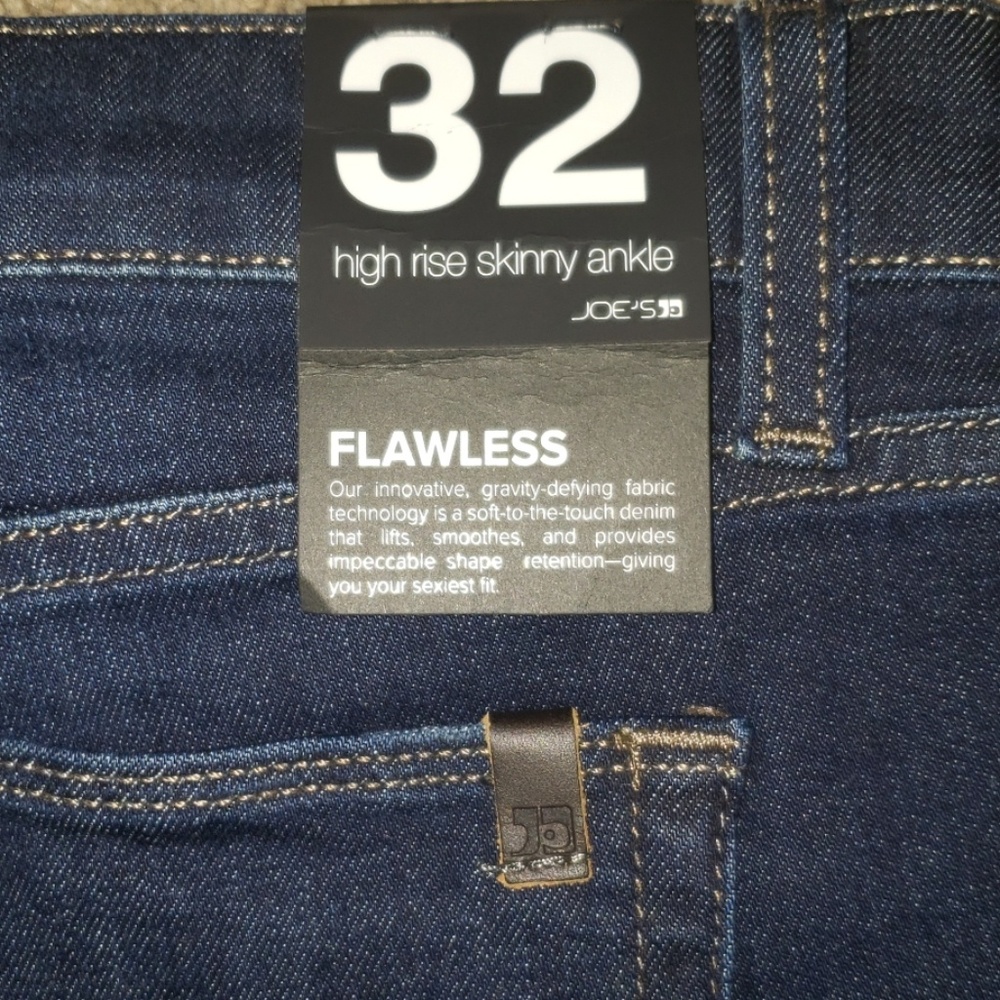 32
high rise skinny ankle
JOE'S
FLAWLESS
Our innovative, gravity-defying fabric
technology is a soft-to-the-touch denim
that lifts, smoothes, and provides
impeccable shape retention—giving
you your sexiest fit.